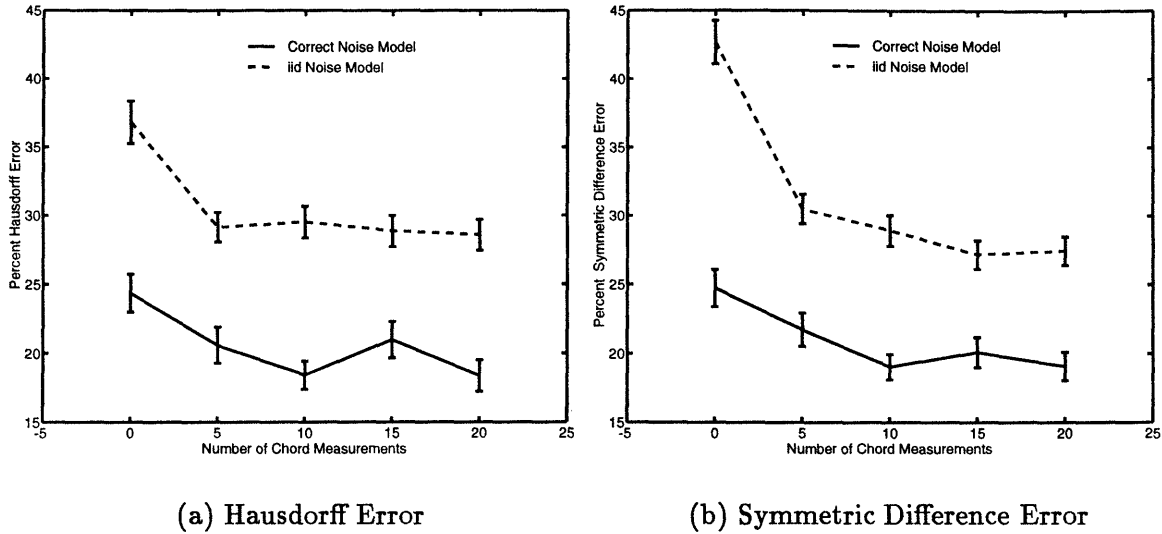 45
40
35
30
25
20
15
Percent Hausdorff Error
Correct Noise Model
iid Noise Model
-5 0 5 10 15 20 25
Number of Chord Measurements
(a) Hausdorff Error
45
40
35
30
25
20
15
Percent Symmetric Difference Error
Correct Noise Model
iid Noise Model
-5 0 5 10 15 20 25
Number of Chord Measurements
(b) Symmetric Difference Error